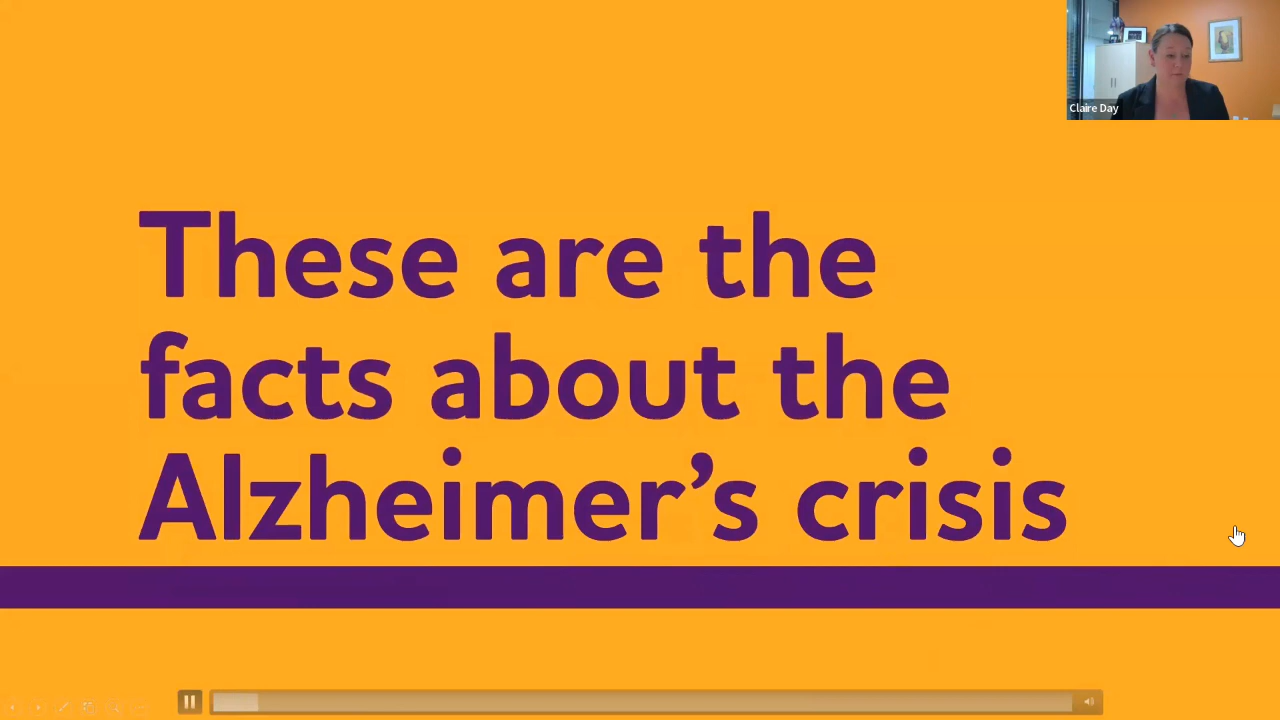 Claire Day
These are the
facts about the
Alzheimer’s crisis